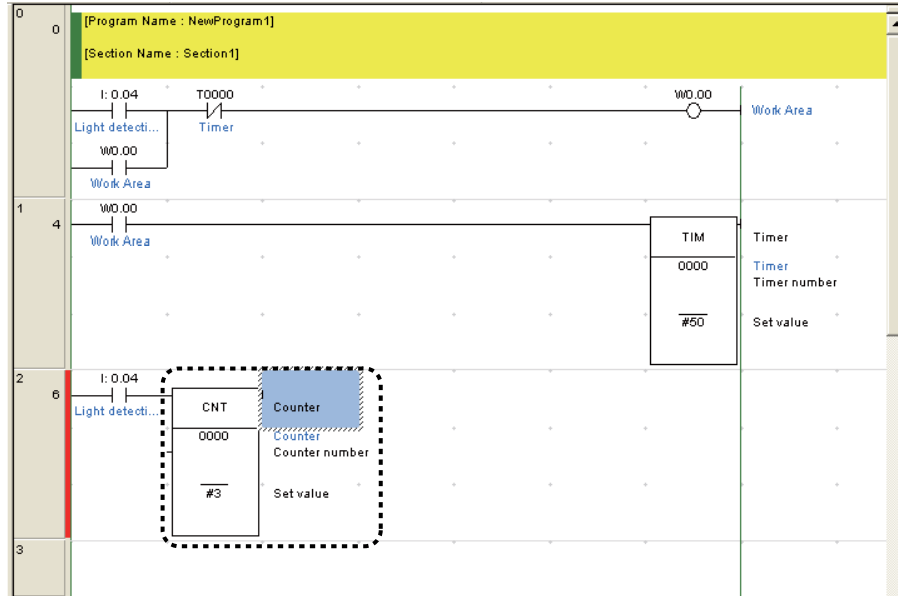 0
0
[Program Name : NewProgram1]
[Section Name : Section1]
I: 0.04
T0000
W0.00
Light detecti...
Timer
Work Area
W0.00
Work Area
1
4
W0.00
Work Area
TIM
Timer
0000
Timer
Timer number
#50
Set value
2
6
I: 0.04
Light detecti...
CNT
Counter
0000
Counter
Counter number
#3
Set value
3